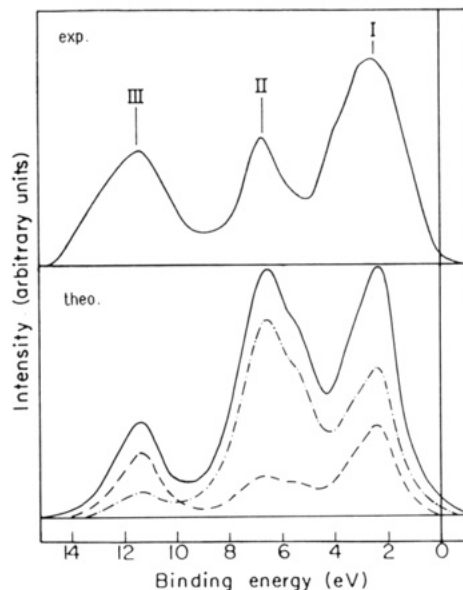 exp.
I
II
III
theo.
Intensity (arbitrary units)
14 12 10 8 6 4 2 0
Binding energy (eV)